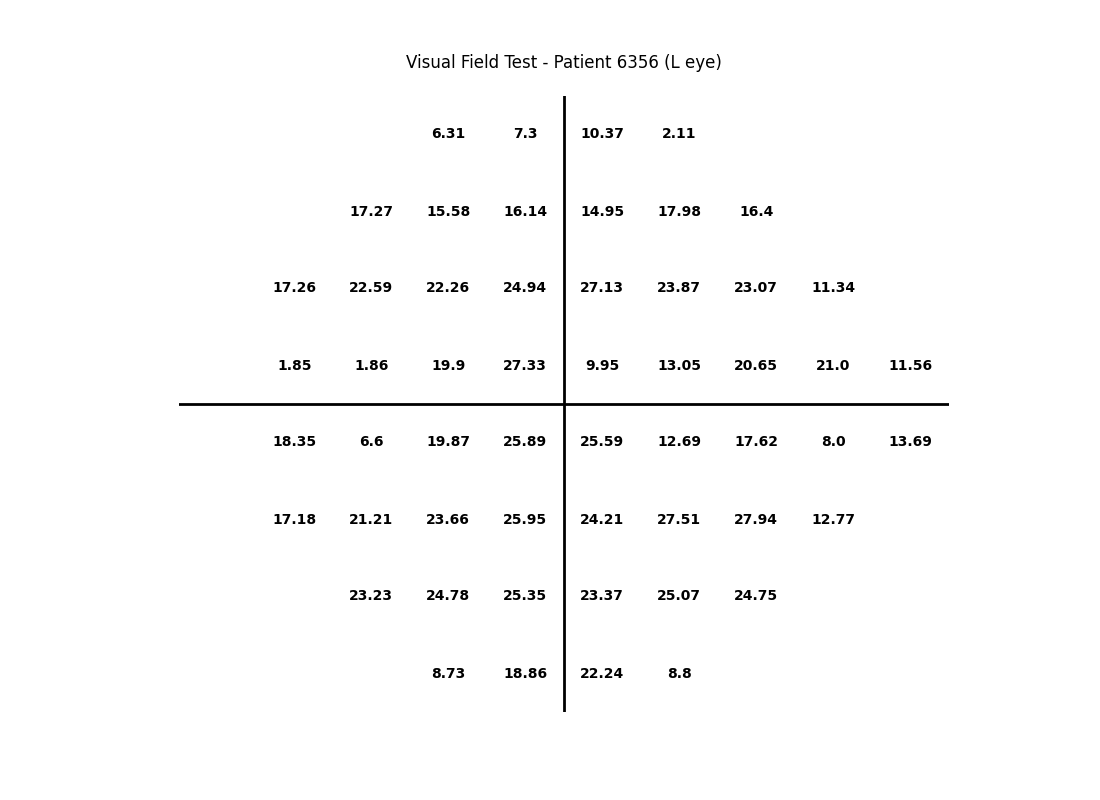 Visual Field Test - Patient 6356 (L eye)
6.31 7.3 10.37 2.11
17.27 15.58 16.14 14.95 17.98 16.4
17.26 22.59 22.26 24.94 27.13 23.87 23.07 11.34
1.85 1.86 19.9 27.33 9.95 13.05 20.65 21.0 11.56
18.35 6.6 19.87 25.89 25.59 12.69 17.62 8.0 13.69
17.18 21.21 23.66 25.95 24.21 27.51 27.94 12.77
23.23 24.78 25.35 23.37 25.07 24.75
8.73 18.86 22.24 8.8